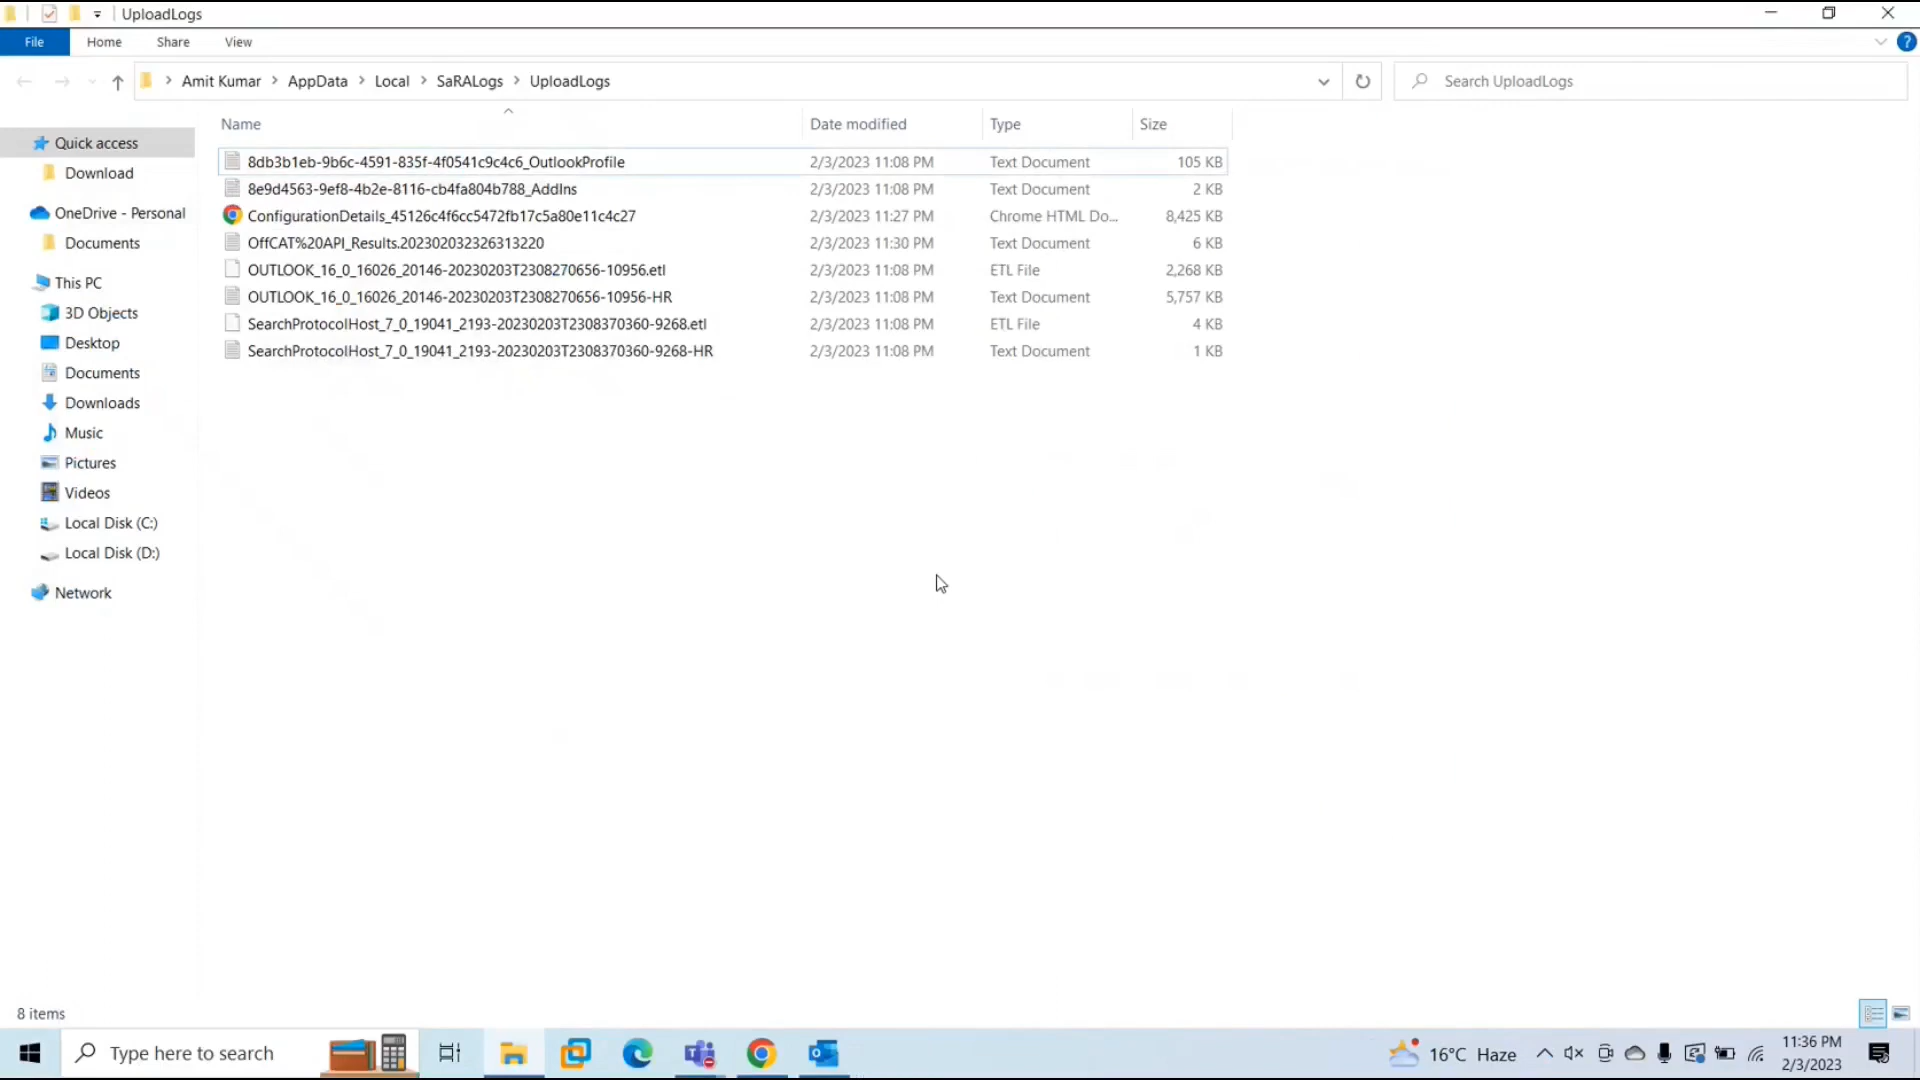 UploadLogs
File Home Share View
Amit Kumar AppData Local SaRALogs UploadLogs Search UploadLogs
Name Date modified Type Size
Quick access
Download
OneDrive - Personal
Documents
This PC
3D Objects
Desktop
Documents
Downloads
Music
Pictures
Videos
Local Disk (C:)
Local Disk (D:)
Network
8db3b1eb-9b6c-4591-835f-4f0541c9c4c6_OutlookProfile 2/3/2023 11:08 PM Text Document 105 KB
8e9d4563-9ef8-4b2e-8116-cb4fa804b788_AddIns 2/3/2023 11:08 PM Text Document 2 KB
ConfigurationDetails_45126c4f6cc5472fb17c5a80e11c4c27 2/3/2023 11:27 PM Chrome HTML Do... 8,425 KB
OffCAT%20API_Results.202302032326313220 2/3/2023 11:30 PM Text Document 6 KB
OUTLOOK_16_0_16026_20146-20230203T2308270656-10956.etl 2/3/2023 11:08 PM ETL File 2,268 KB
OUTLOOK_16_0_16026_20146-20230203T2308270656-10956-HR 2/3/2023 11:08 PM Text Document 5,757 KB
SearchProtocolHost_7_0_19041_2193-20230203T2308370360-9268.etl 2/3/2023 11:08 PM ETL File 4 KB
SearchProtocolHost_7_0_19041_2193-20230203T2308370360-9268-HR 2/3/2023 11:08 PM Text Document 1 KB
8 items
Type here to search
16°C Haze
11:36 PM
2/3/2023